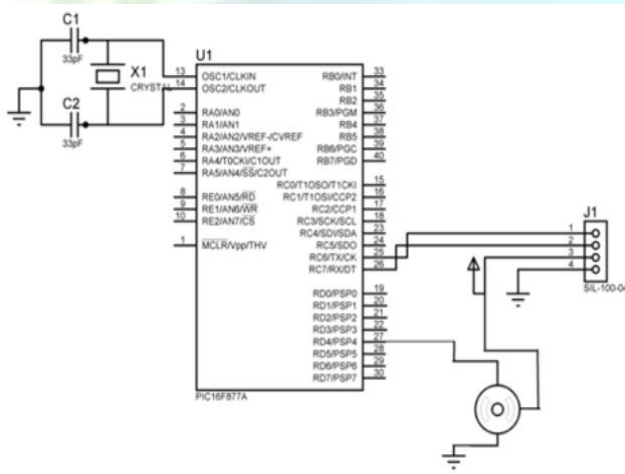 C1
33pF
X1
CRYSTAL
C2
33pF
U1
13 OSC1/CLKIN
14 OSC2/CLKOUT
2 RA0/AN0
3 RA1/AN1
4 RA2/AN2/VREF-/CVREF
5 RA3/AN3/VREF+
6 RA4/T0CKI/C1OUT
7 RA5/AN4/SS/C2OUT
8 RE0/AN5/RD
9 RE1/AN6/WR
10 RE2/AN7/CS
1 MCLR/Vpp/THV
RB0/INT 33
RB1 34
RB2 35
RB3/PGM 36
RB4 37
RB5 38
RB6/PGC 39
RB7/PGD 40
RC0/T1OSO/T1CKI 15
RC1/T1OSI/CCP2 16
RC2/CCP1 17
RC3/SCK/SCL 18
RC4/SDI/SDA 23
RC5/SDO 24
RC6/TX/CK 25
RC7/RX/DT 26
RD0/PSP0 19
RD1/PSP1 20
RD2/PSP2 21
RD3/PSP3 22
RD4/PSP4 27
RD5/PSP5 28
RD6/PSP6 29
RD7/PSP7 30
PIC16F877A
J1
1
2
3
4
SIL-100-04